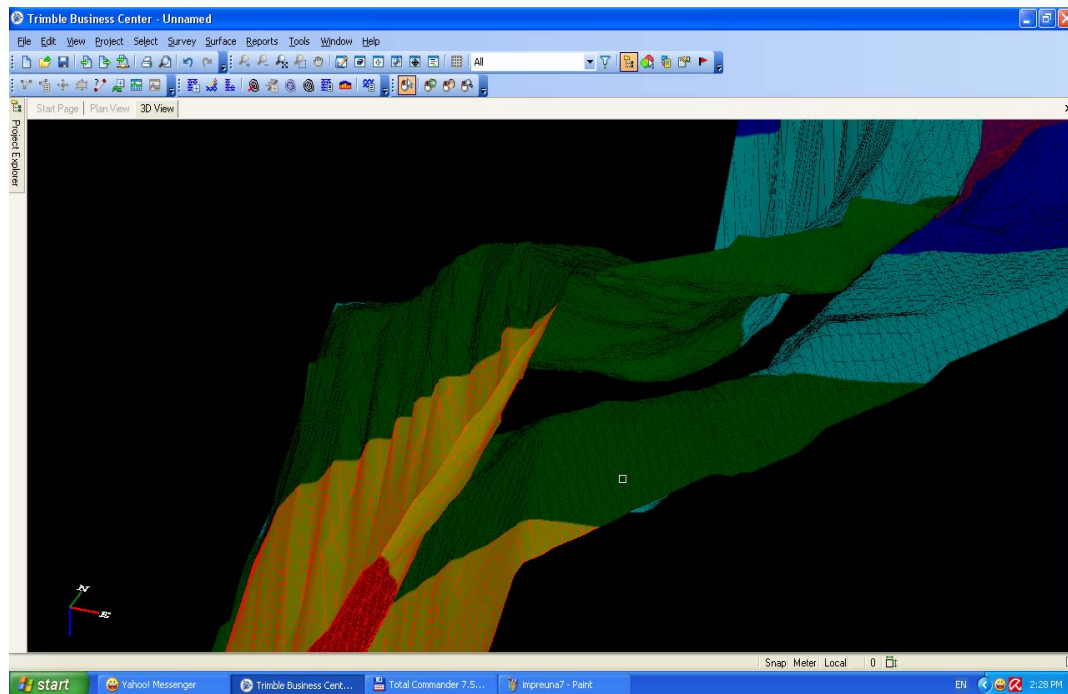 Trimble Business Center - Unnamed
File Edit View Project Select Survey Surface Reports Tools Window Help
All
Start Page Plan View 3D View
Project Explorer
N
E
Snap Meter Local 0
start Yahoo! Messenger Trimble Business Cent... Total Commander 7.5... impreuna7 - Paint EN 2:28 PM